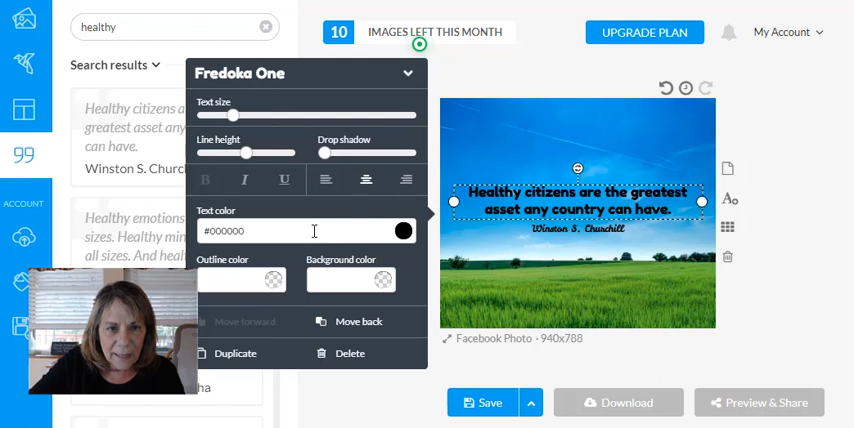 healthy
10 IMAGES LEFT THIS MONTH
UPGRADE PLAN
My Account
Search results
Healthy citizens a
greatest asset any
can have.
Winston S. Church
Healthy emotions
sizes. Healthy min
all sizes. And heal
ha
ACCOUNT
Fredoka One
Text size
Line height
Drop shadow
B I U
Text color
#000000
Outline color
Background color
Move forward
Move back
Duplicate
Delete
Healthy citizens are the greatest
asset any country can have.
Winston S. Churchill
Facebook Photo - 940x788
Save
Download
Preview & Share